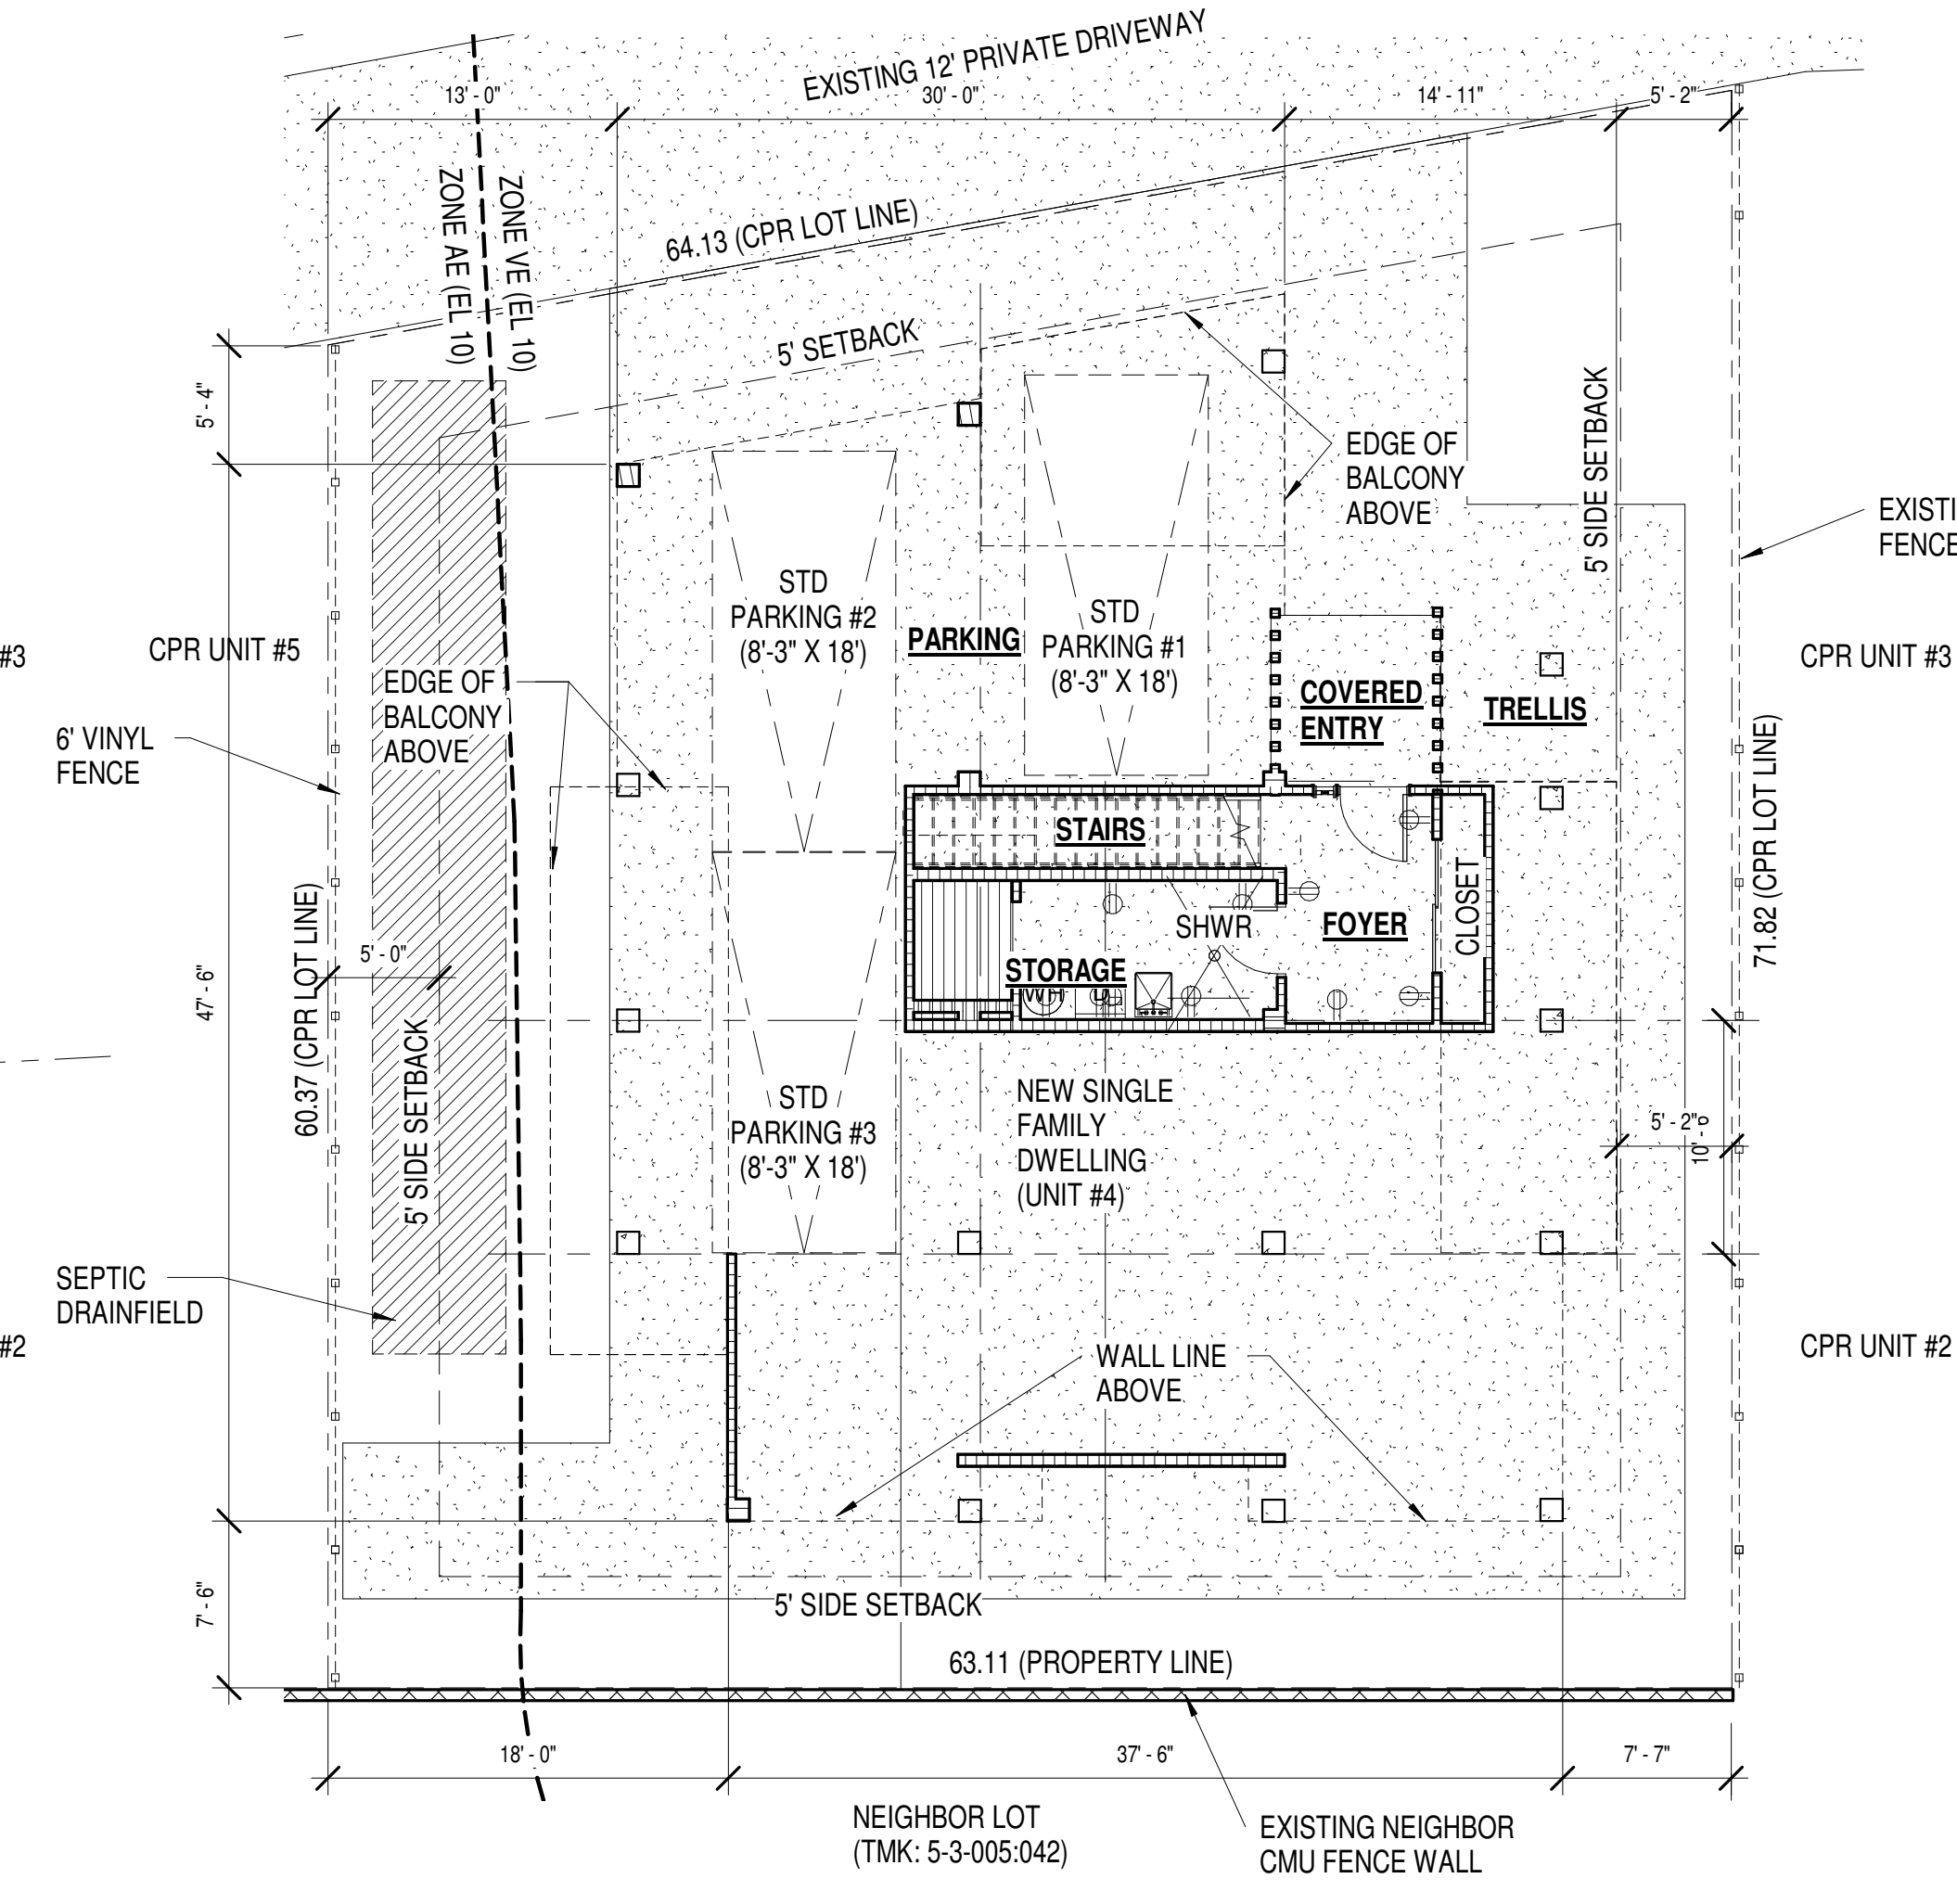 EXISTING 12' PRIVATE DRIVEWAY
13' - 0"
30' - 0"
14' - 11"
5' - 2"
ZONE AE (EL 10)
ZONE VE (EL 10)
64.13 (CPR LOT LINE)
5' SETBACK
5' - 4"
EDGE OF
BALCONY
ABOVE
5' SIDE SETBACK
EXISTI
FENCE
STD
PARKING #2
(8'-3" X 18')
PARKING
STD
PARKING #1
(8'-3" X 18')
#3
CPR UNIT #5
CPR UNIT #3
EDGE OF
BALCONY
ABOVE
COVERED
ENTRY
TRELLIS
6' VINYL
FENCE
71.82 (CPR LOT LINE)
STAIRS
CLOSET
SHWR
FOYER
STORAGE
60.37 (CPR LOT LINE)
5' - 0"
47' - 6"
5' SIDE SETBACK
STD
PARKING #3
(8'-3" X 18')
NEW SINGLE
FAMILY
DWELLING
(UNIT #4)
5' - 2"
10' - 6"
SEPTIC
DRAINFIELD
#2
CPR UNIT #2
WALL LINE
ABOVE
7' - 6"
5' SIDE SETBACK
63.11 (PROPERTY LINE)
18' - 0"
37' - 6"
7' - 7"
NEIGHBOR LOT
(TMK: 5-3-005:042)
EXISTING NEIGHBOR
CMU FENCE WALL